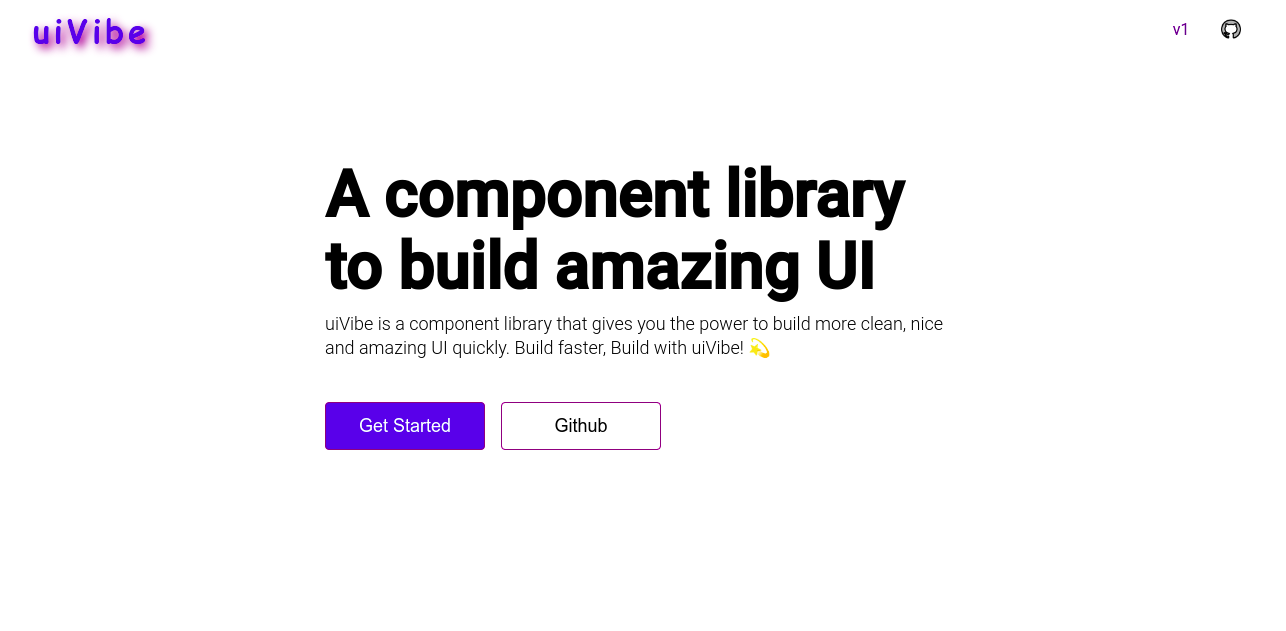 uiVibe
v1
A component library
to build amazing UI
uiVibe is a component library that gives you the power to build more clean, nice
and amazing UI quickly. Build faster, Build with uiVibe! 💫
Get Started
Github